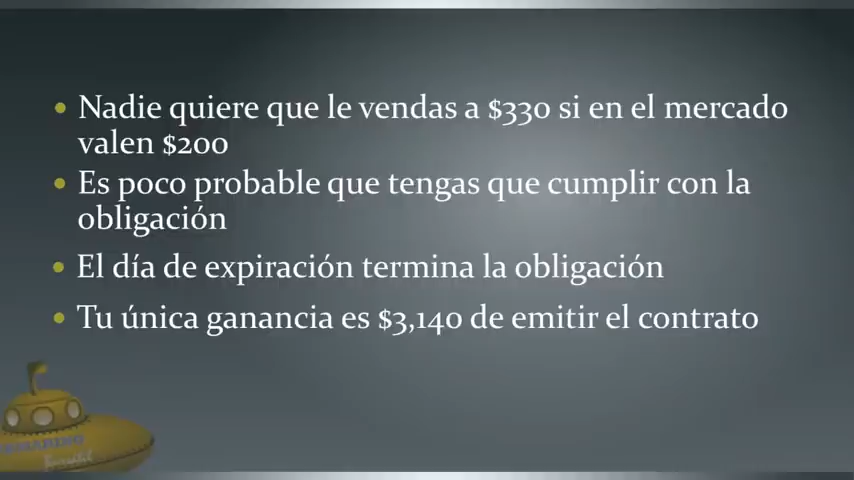 Nadie quiere que le vendas a $330 si en el mercado
valen $200
Es poco probable que tengas que cumplir con la
obligación
El día de expiración termina la obligación
Tu única ganancia es $3,140 de emitir el contrato